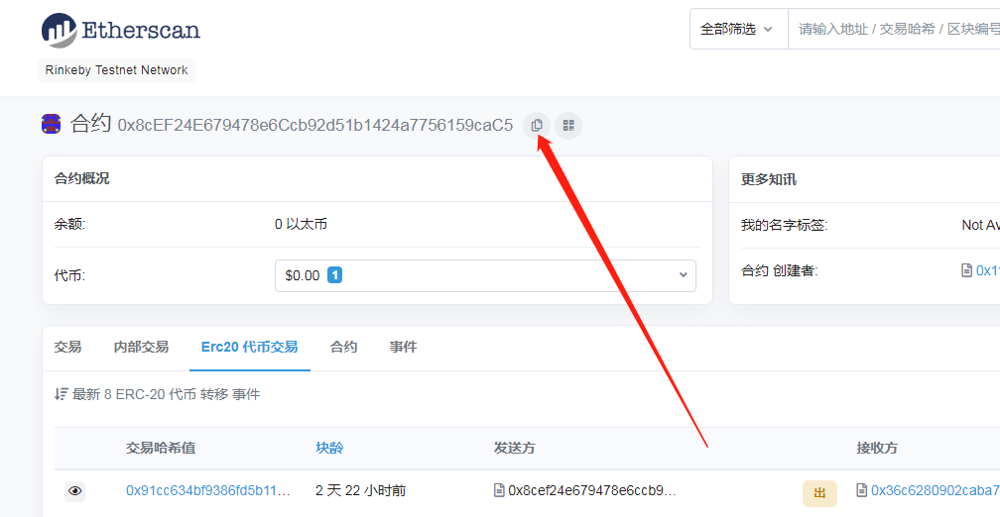 Etherscan
全部筛选 请输入地址 / 交易哈希 / 区块编号
Rinkeby Testnet Network
合约 0x8cEF24E679478e6Ccb92d51b1424a7756159caC5
合约概况
更多知讯
余额: 0 以太币
我的名字标签: Not Av
代币: $0.00 1
合约 创建者: 0x1
交易 内部交易 Erc20 代币交易 合约 事件
最新 8 ERC-20 代币 转移 事件
交易哈希值 块龄 发送方 接收方
0x91cc634bf9386fd5b11... 2 天 22 小时前 0x8cef24e679478e6ccb9... 出 0x36c6280902caba7